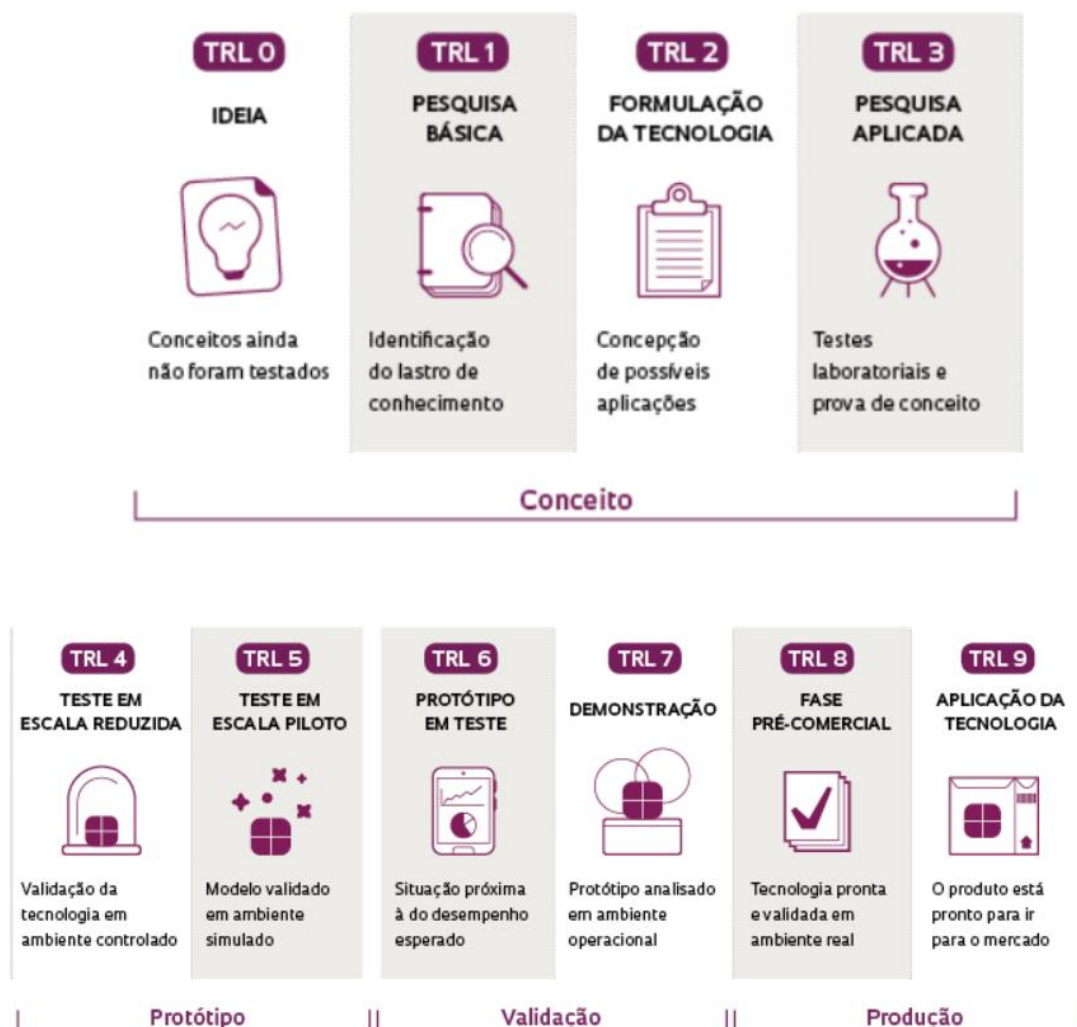 TRL 0
IDEIA
Conceitos ainda
não foram testados
TRL 1
PESQUISA
BÁSICA
Identificação
do lastro de
conhecimento
TRL 2
FORMULAÇÃO
DA TECNOLOGIA
Concepção
de possíveis
aplicações
TRL 3
PESQUISA
APLICADA
Testes
laboratoriais e
prova de conceito
Conceito
TRL 4
TESTE EM
ESCALA REDUZIDA
Validação da
tecnologia em
ambiente controlado
TRL 5
TESTE EM
ESCALA PILOTO
Modelo validado
em ambiente
simulado
TRL 6
PROTÓTIPO
EM TESTE
Situação próxima
à do desempenho
esperado
TRL 7
DEMONSTRAÇÃO
Protótipo analisado
em ambiente
operacional
TRL 8
FASE
PRÉ-COMERCIAL
Tecnologia pronta
e validada em
ambiente real
TRL 9
APLICAÇÃO DA
TECNOLOGIA
O produto está
pronto para ir
para o mercado
Protótipo
Validação
Produção